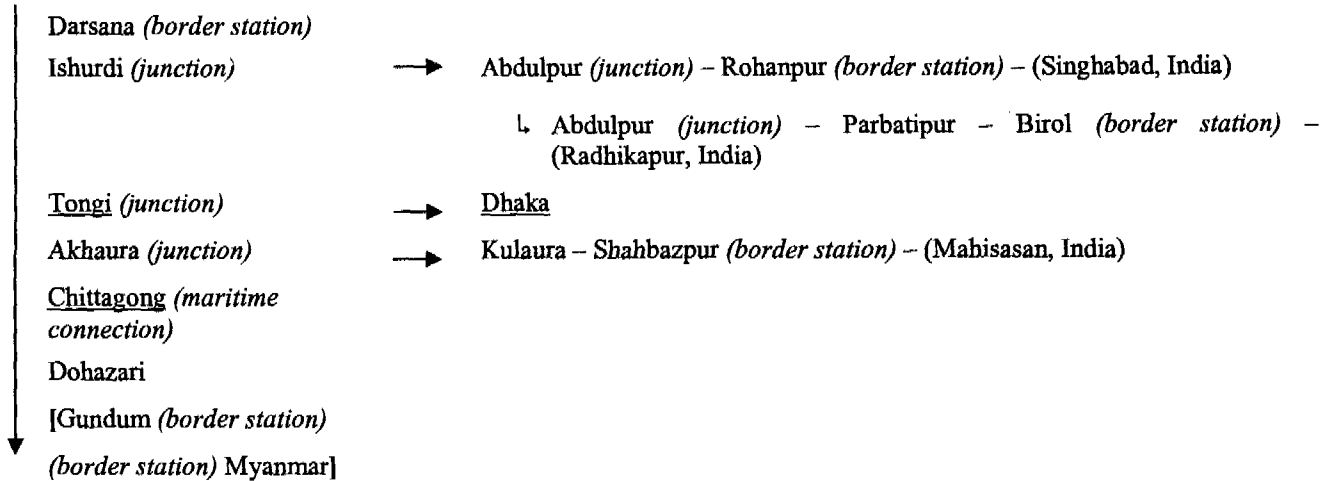 Darsana (border station)
Ishurdi (junction) → Abdulpur (junction) – Rohanpur (border station) – (Singhabad, India)
↳ Abdulpur (junction) – Parbatipur – Birol (border station) –
(Radhikapur, India)
Tongi (junction) → Dhaka
Akhaura (junction) → Kulaura – Shahbazpur (border station) – (Mahisasan, India)
Chittagong (maritime
connection)
Dohazari
[Gundum (border station)
(border station) Myanmar]